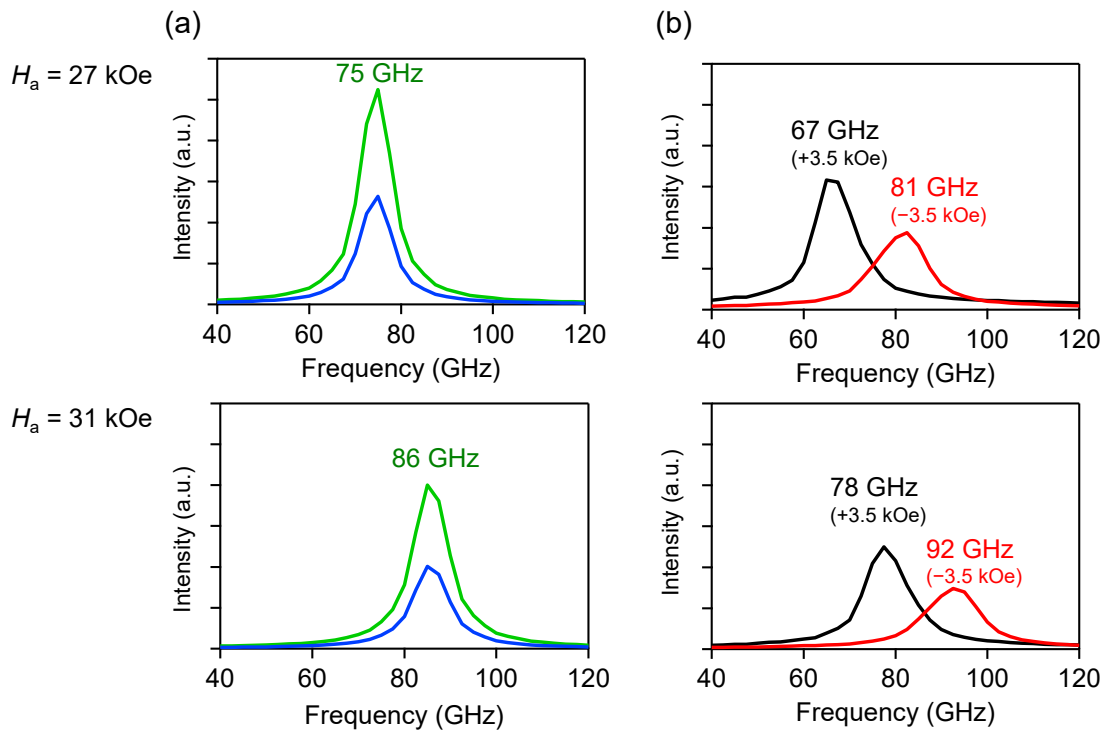 (a)
(b)
Hₐ = 27 kOe
75 GHz
Intensity (a.u.)
40 60 80 100 120
Frequency (GHz)
67 GHz
(+3.5 kOe)
81 GHz
(−3.5 kOe)
Intensity (a.u.)
40 60 80 100 120
Frequency (GHz)
Hₐ = 31 kOe
86 GHz
Intensity (a.u.)
40 60 80 100 120
Frequency (GHz)
78 GHz
(+3.5 kOe)
92 GHz
(−3.5 kOe)
Intensity (a.u.)
40 60 80 100 120
Frequency (GHz)